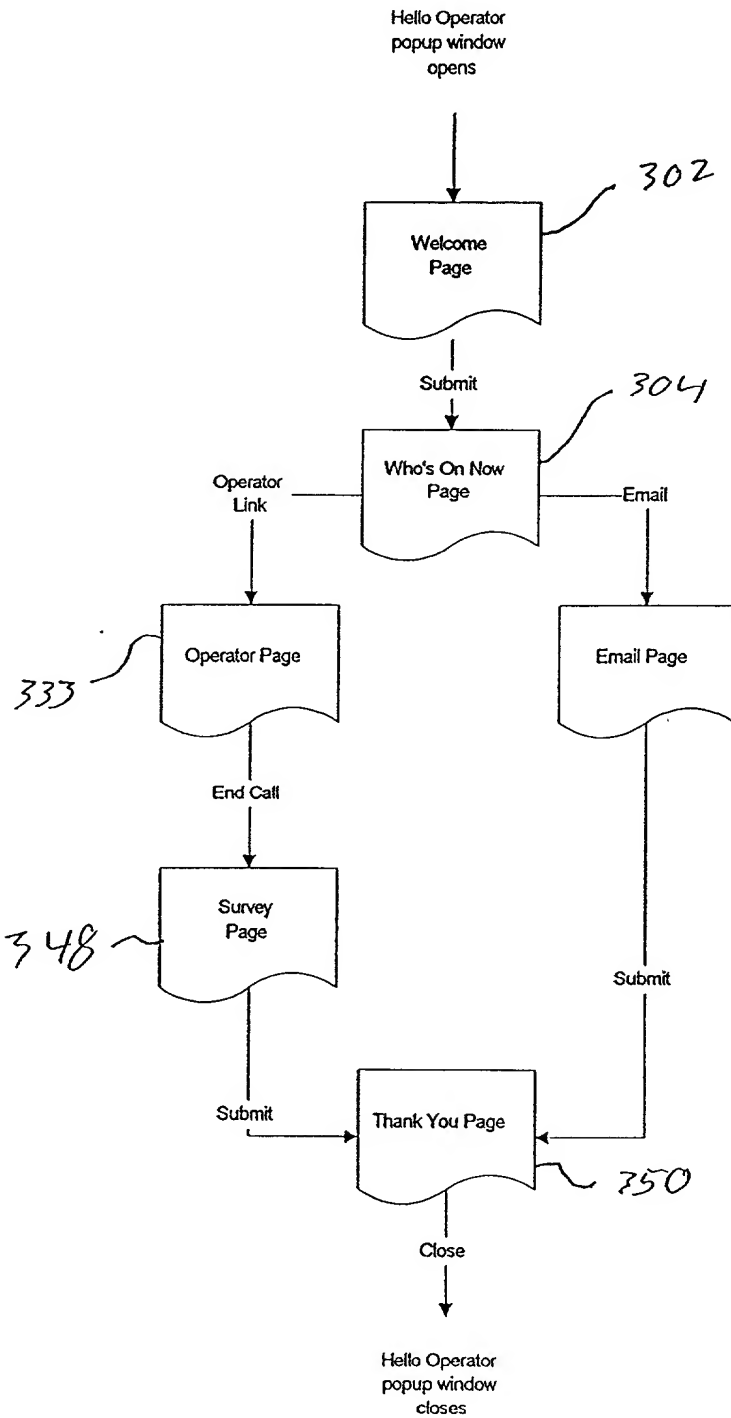 Hello Operator
popup window
opens
302
Welcome
Page
Submit
304
Who's On Now
Page
Operator
Link
Email
Operator Page
Email Page
333
End Call
Survey
Page
348
Submit
Submit
Thank You Page
350
Close
Hello Operator
popup window
closes